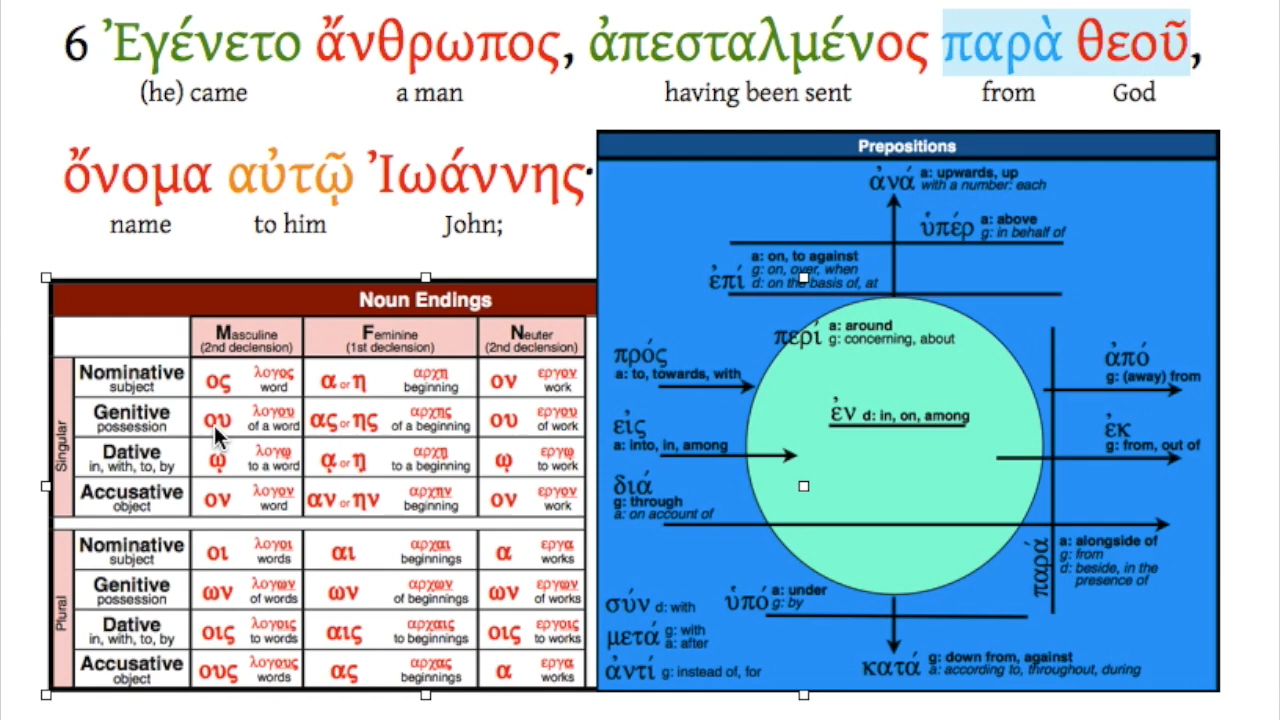 6 Ἐγένετο ἄνθρωπος, ἀπεσταλμένος παρὰ θεοῦ,
(he) came a man having been sent from God
ὄνομα αὐτῷ Ἰωάννης·
name to him John;
Noun Endings
Masculine Feminine Neuter
(2nd declension) (1st declension) (2nd declension)
Singular
Nominative ος λογος α or η αρχη ον εργον
subject word beginning work
Genitive ου λογου ας or ης αρχης ου εργου
possession of a word of a beginning of work
Dative ῳ λογῳ ᾳ or ῃ αρχῃ ῳ εργῳ
in, with, to, by to a word to a beginning to work
Accusative ον λογον αν or ην αρχην ον εργον
object word beginning work
Plural
Nominative οι λογοι αι αρχαι α εργα
subject words beginnings works
Genitive ων λογων ων αρχων ων εργων
possession of words of beginnings of works
Dative οις λογοις αις αρχαις οις εργοις
in, with, to, by to words to beginnings to works
Accusative ους λογους ας αρχας α εργα
object words beginnings works
Prepositions
ἀνά a: upwards, up
with a number: each
ὑπέρ a: above
g: in behalf of
ἐπί a: on, to against
g: on, over, when
d: on the basis of, at
περί a: around
g: concerning, about
πρός
a: to, towards, with
ἀπό
g: (away) from
ἐν d: in, on, among
εἰς
a: into, in, among
ἐκ
g: from, out of
διά
g: through
a: on account of
παρά a: alongside of
g: from
d: beside, in the
presence of
σύν d: with
ὑπό a: under
g: by
μετά g: with
a: after
ἀντί g: instead of, for
κατά g: down from, against
a: according to, throughout, during